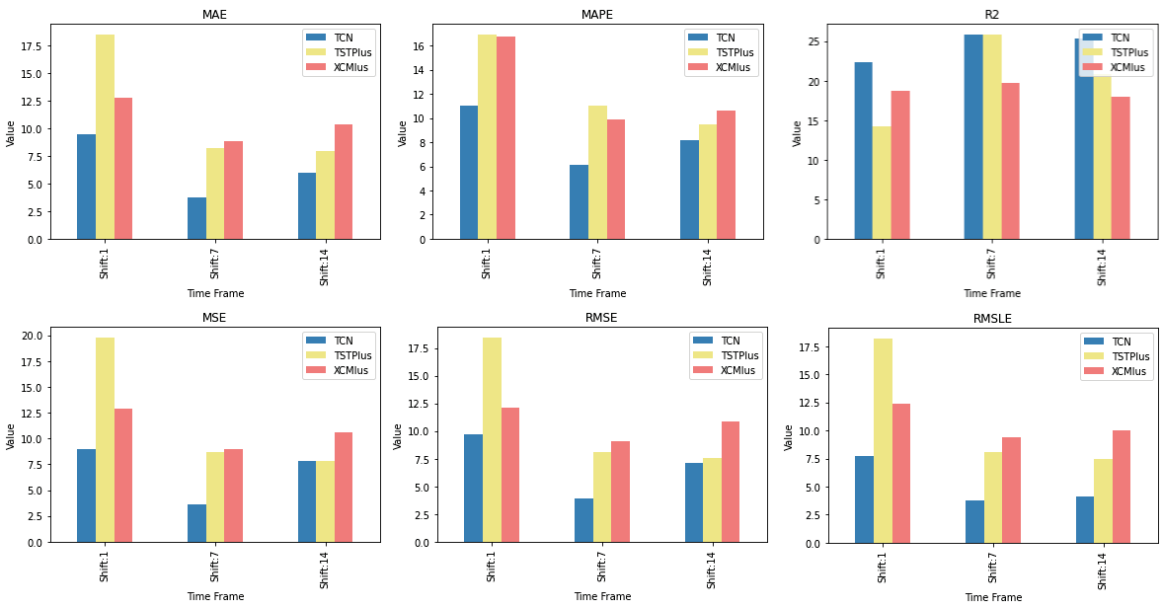 MAE
Value
17.5
15.0
12.5
10.0
7.5
5.0
2.5
0.0
TCN
TSTPlus
XCMlus
Shift:1
Shift:7
Shift:14
Time Frame
MAPE
Value
16
14
12
10
8
6
4
2
0
TCN
TSTPlus
XCMlus
Shift:1
Shift:7
Shift:14
Time Frame
R2
Value
25
20
15
10
5
0
TCN
TSTPlus
XCMlus
Shift:1
Shift:7
Shift:14
Time Frame
MSE
Value
20.0
17.5
15.0
12.5
10.0
7.5
5.0
2.5
0.0
TCN
TSTPlus
XCMlus
Shift:1
Shift:7
Shift:14
Time Frame
RMSE
Value
17.5
15.0
12.5
10.0
7.5
5.0
2.5
0.0
TCN
TSTPlus
XCMlus
Shift:1
Shift:7
Shift:14
Time Frame
RMSLE
Value
17.5
15.0
12.5
10.0
7.5
5.0
2.5
0.0
TCN
TSTPlus
XCMlus
Shift:1
Shift:7
Shift:14
Time Frame